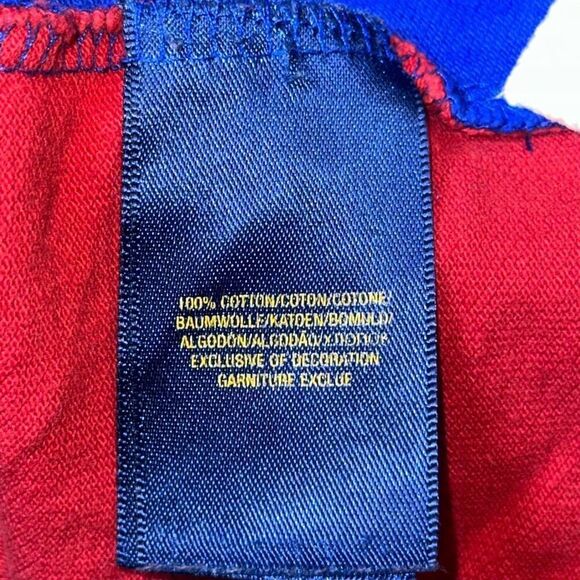 100% COTTON/COTON/COTONE/
BAUMWOLLE/KATOEN/BOMULD/
ALGODÓN/ALGODÃO/
EXCLUSIVE OF DECORATION
GARNITURE EXCLUE